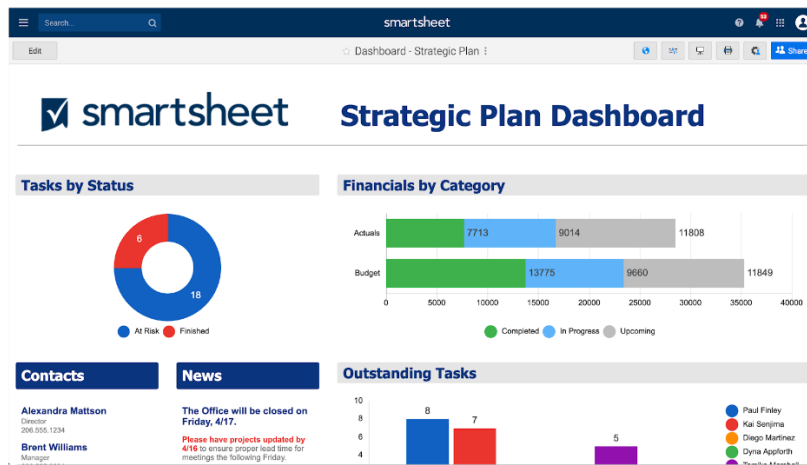 Search...
smartsheet
53
Edit
Dashboard - Strategic Plan
Share
smartsheet
Strategic Plan Dashboard
Tasks by Status
6
18
At Risk
Finished
Financials by Category
Actuals
7713
9014
11808
Budget
13775
9660
11849
0 5000 10000 15000 20000 25000 30000 35000 40000
Completed
In Progress
Upcoming
Contacts
Alexandra Mattson
Director
206.555.1234
Brent Williams
Manager
News
The Office will be closed on
Friday, 4/17.
Please have projects updated by
4/16 to ensure proper lead time for
meetings the following Friday.
Outstanding Tasks
10
8
6
4
8
7
5
Paul Finley
Kai Senjima
Diego Martinez
Dyna Appforth